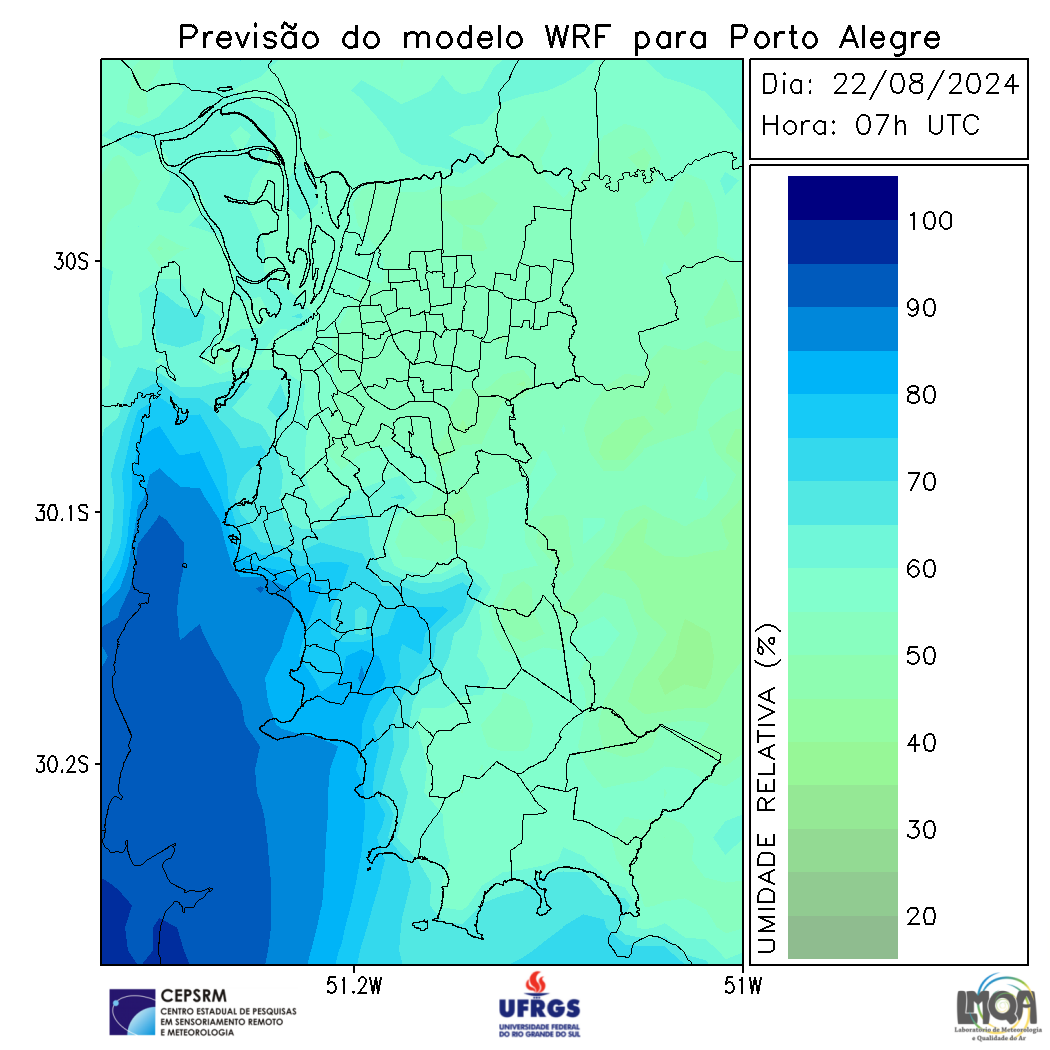 Previsão do modelo WRF para Porto Alegre
Dia: 22/08/2024
Hora: 07h UTC
100
90
80
70
60
50
40
30
20
UMIDADE RELATIVA (%)
30S
30.1S
30.2S
51.2W
51W
CEPSRM
CENTRO ESTADUAL DE PESQUISAS
EM SENSORIAMENTO REMOTO
E METEOROLOGIA
UFRGS
UNIVERSIDADE FEDERAL
DO RIO GRANDE DO SUL
LMQA
Laboratório de Meteorologia
e Qualidade do Ar